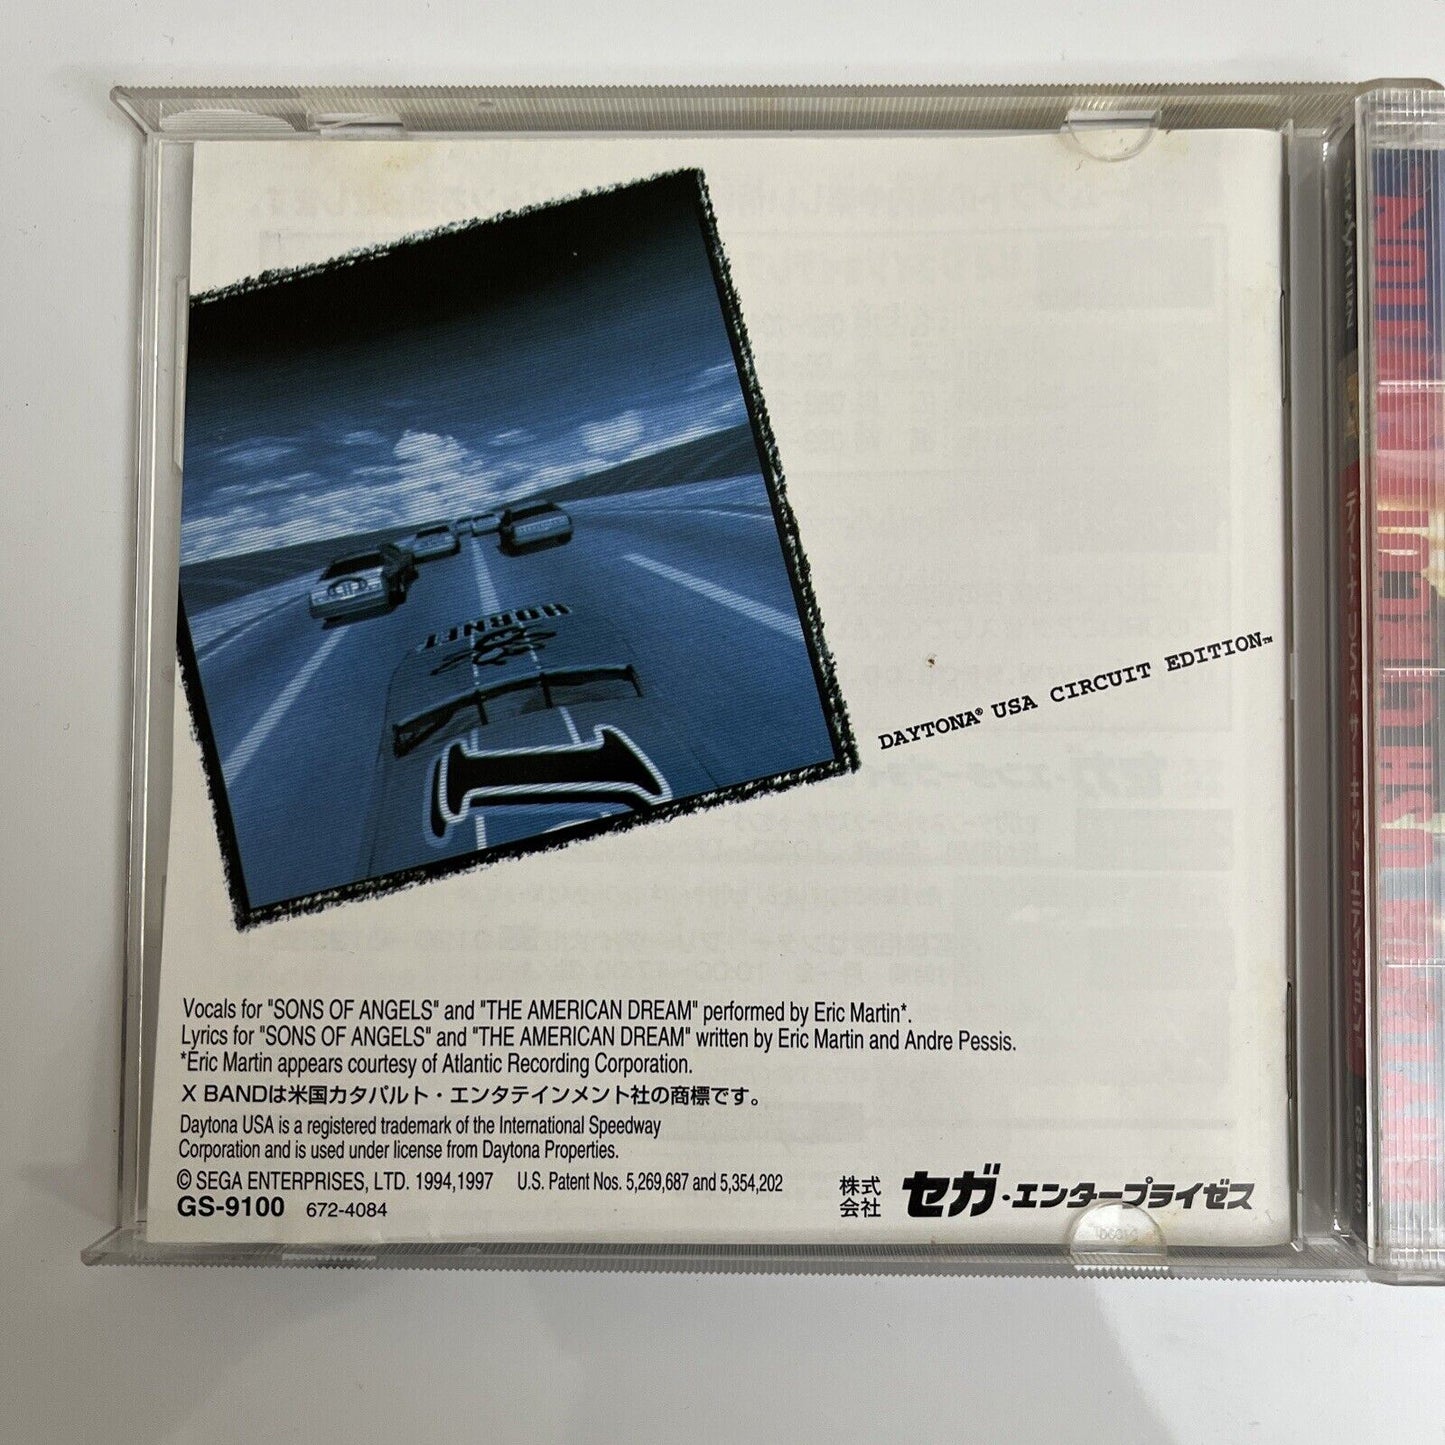 HORNET
1
DAYTONA® USA CIRCUIT EDITION™
Vocals for "SONS OF ANGELS" and "THE AMERICAN DREAM" performed by Eric Martin*.
Lyrics for "SONS OF ANGELS" and "THE AMERICAN DREAM" written by Eric Martin and Andre Pessis.
*Eric Martin appears courtesy of Atlantic Recording Corporation.
X BANDは米国カタパルト・エンタテインメント社の商標です。
Daytona USA is a registered trademark of the International Speedway
Corporation and is used under license from Daytona Properties.
© SEGA ENTERPRISES, LTD. 1994,1997 U.S. Patent Nos. 5,269,687 and 5,354,202
GS-9100 672-4084
株式会社 セガ・エンタープライゼス